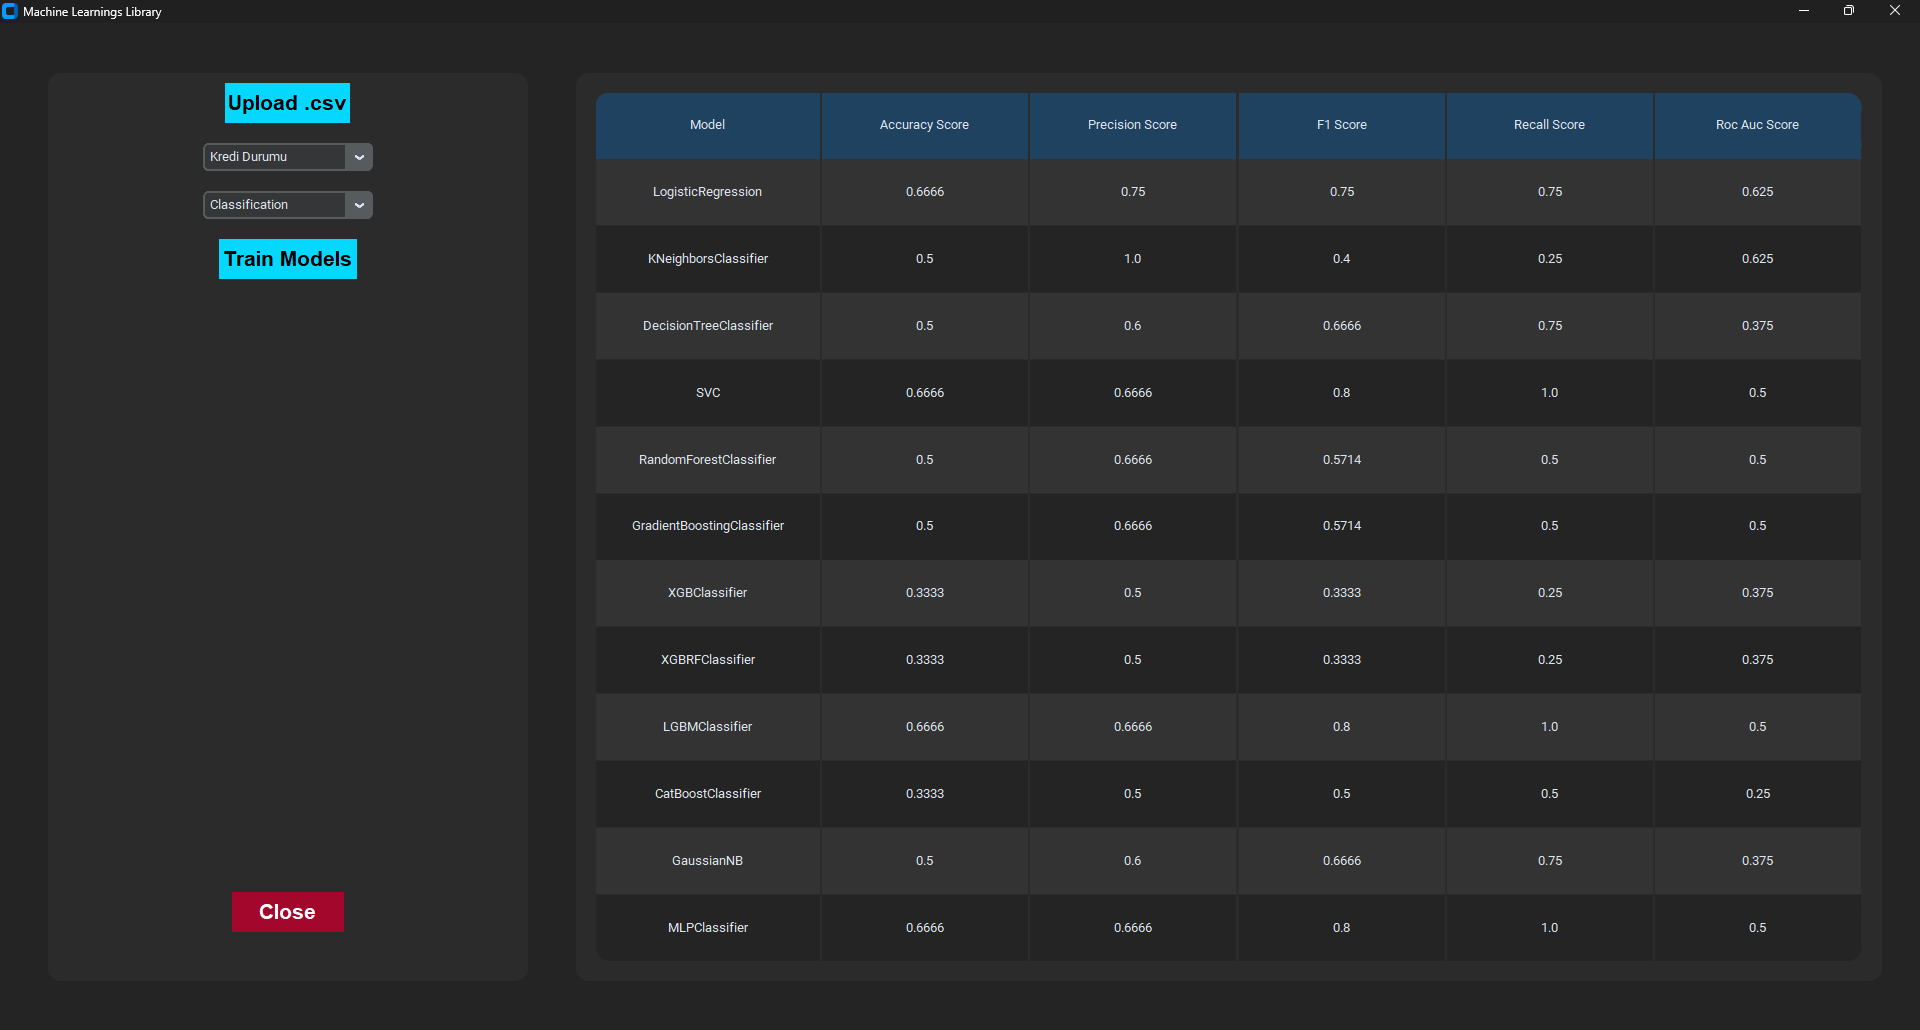 Machine Learnings Library
Upload .csv
Kredi Durumu
Classification
Train Models
Close
Model Accuracy Score Precision Score F1 Score Recall Score Roc Auc Score
LogisticRegression 0.6666 0.75 0.75 0.75 0.625
KNeighborsClassifier 0.5 1.0 0.4 0.25 0.625
DecisionTreeClassifier 0.5 0.6 0.6666 0.75 0.375
SVC 0.6666 0.6666 0.8 1.0 0.5
RandomForestClassifier 0.5 0.6666 0.5714 0.5 0.5
GradientBoostingClassifier 0.5 0.6666 0.5714 0.5 0.5
XGBClassifier 0.3333 0.5 0.3333 0.25 0.375
XGBRFClassifier 0.3333 0.5 0.3333 0.25 0.375
LGBMClassifier 0.6666 0.6666 0.8 1.0 0.5
CatBoostClassifier 0.3333 0.5 0.5 0.5 0.25
GaussianNB 0.5 0.6 0.6666 0.75 0.375
MLPClassifier 0.6666 0.6666 0.8 1.0 0.5